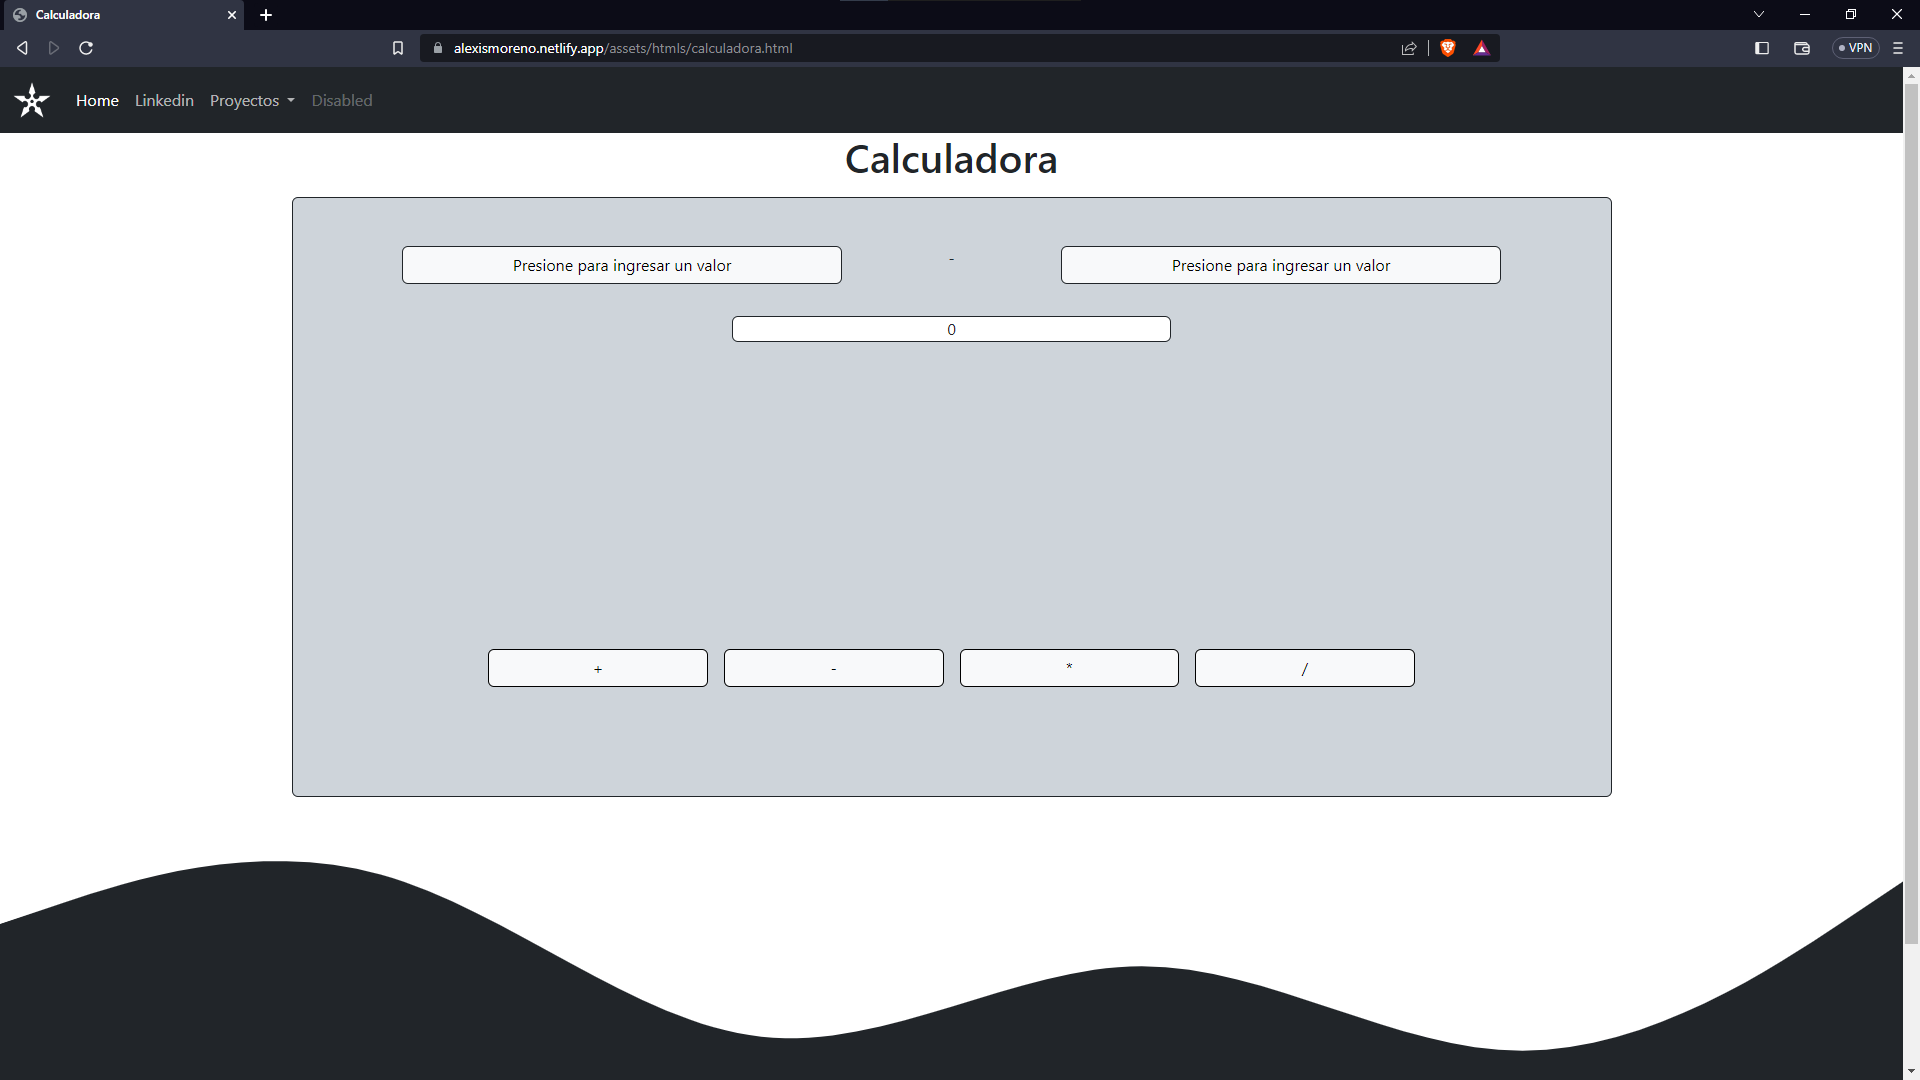 Calculadora
alexismoreno.netlify.app/assets/htmls/calculadora.html
VPN
Home Linkedin Proyectos Disabled
Calculadora
Presione para ingresar un valor - Presione para ingresar un valor
0
+ - * /